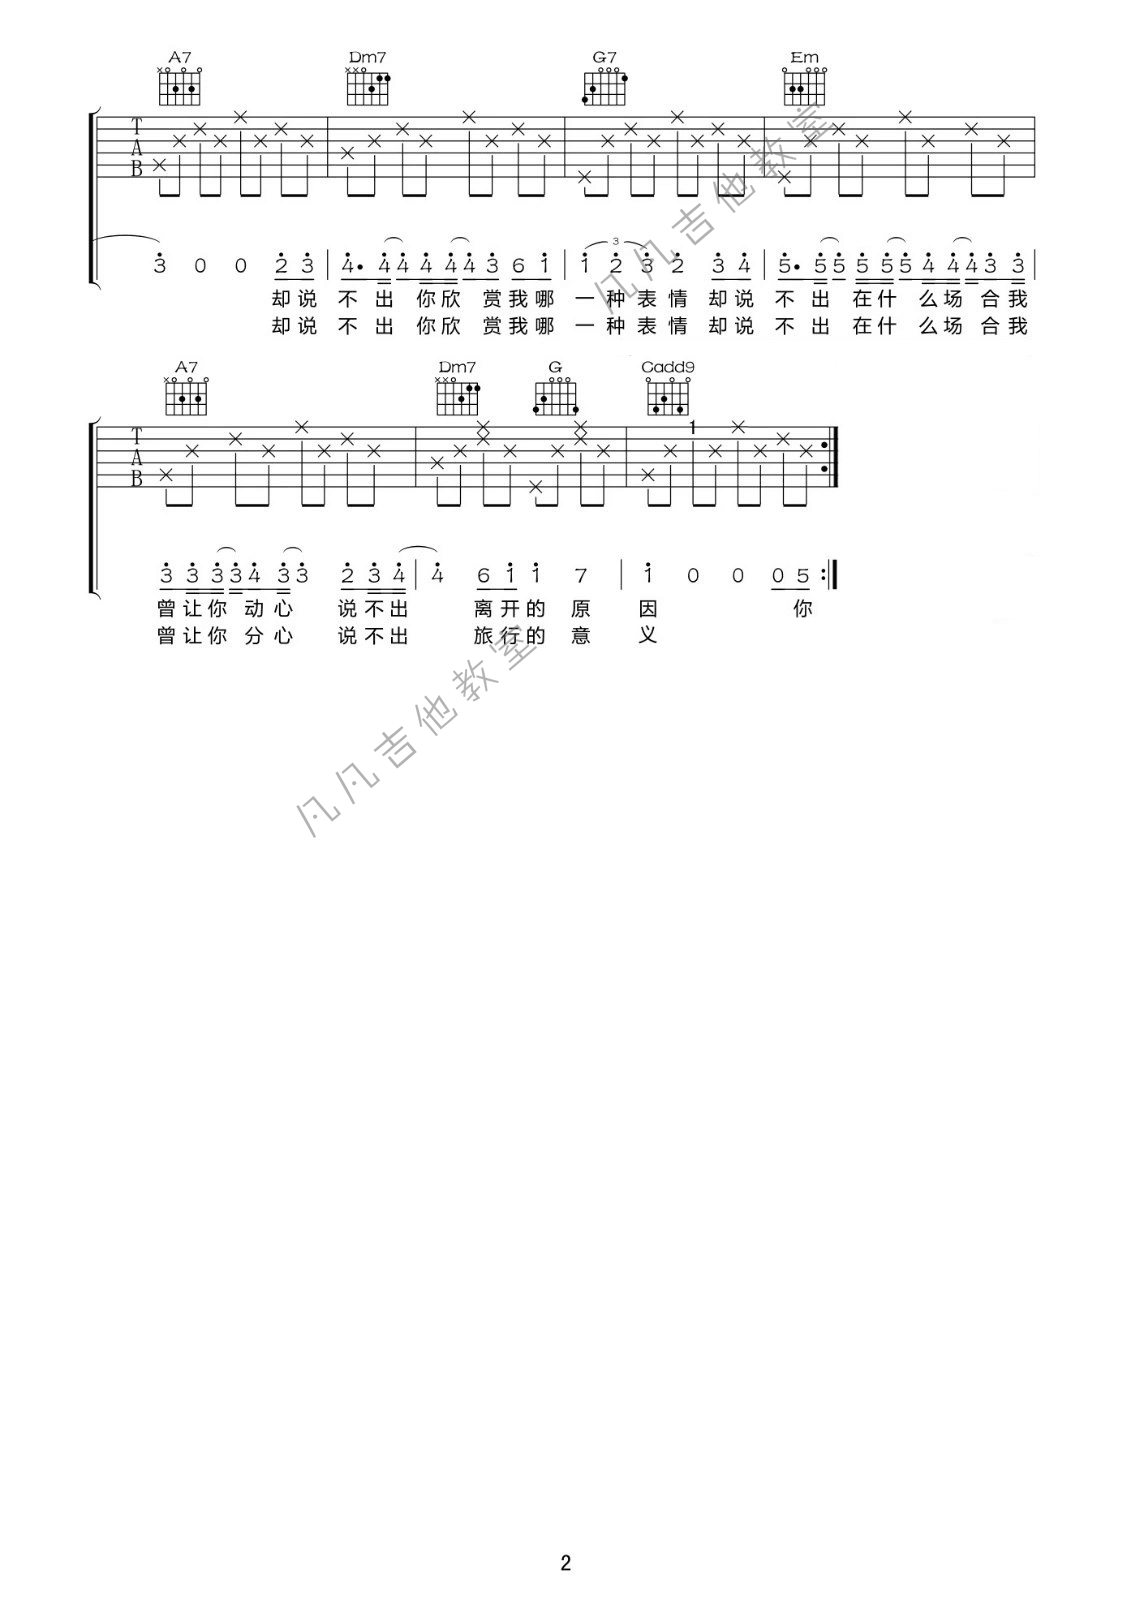 A7 Dm7 G7 Em
T A B
3 0 0 2 3 | 4· 4 4 4 4 4 3 6 1 | 1 2 3 2 3 4 | 5· 5 5 5 5 5 4 4 4 3 3
3
却说 不 出 你欣 赏我哪 一种表情却说 不 出 在什 么场 合我
却说 不 出 你欣 赏我哪 一种表情却说 不 出 在什 么场 合我
凡凡吉他教室
A7 Dm7 G Cadd9
T A B
1
3 3 3 3 4 3 3 2 3 4 | 4 6 1 1 7 | 1 0 0 0 5
曾让你 动心 说不出 离开的 原 因 你
曾让你 分心 说不出 旅行的 意 义
凡凡吉他教室
2